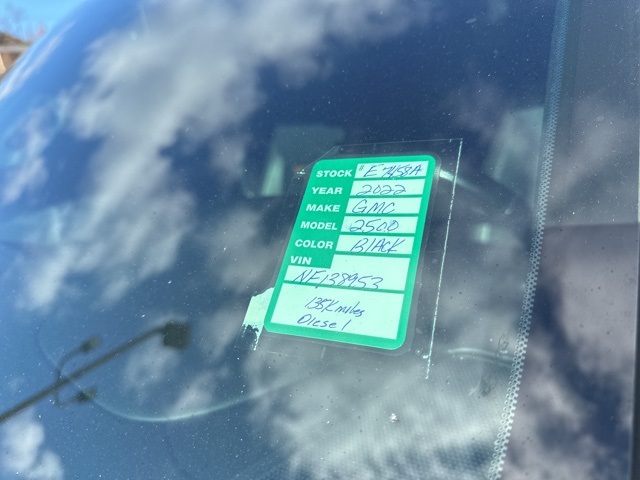 STOCK # E7458A
YEAR 2022
MAKE GMC
MODEL 2500
COLOR BLACK
VIN
NF138953
135K miles
Diesel